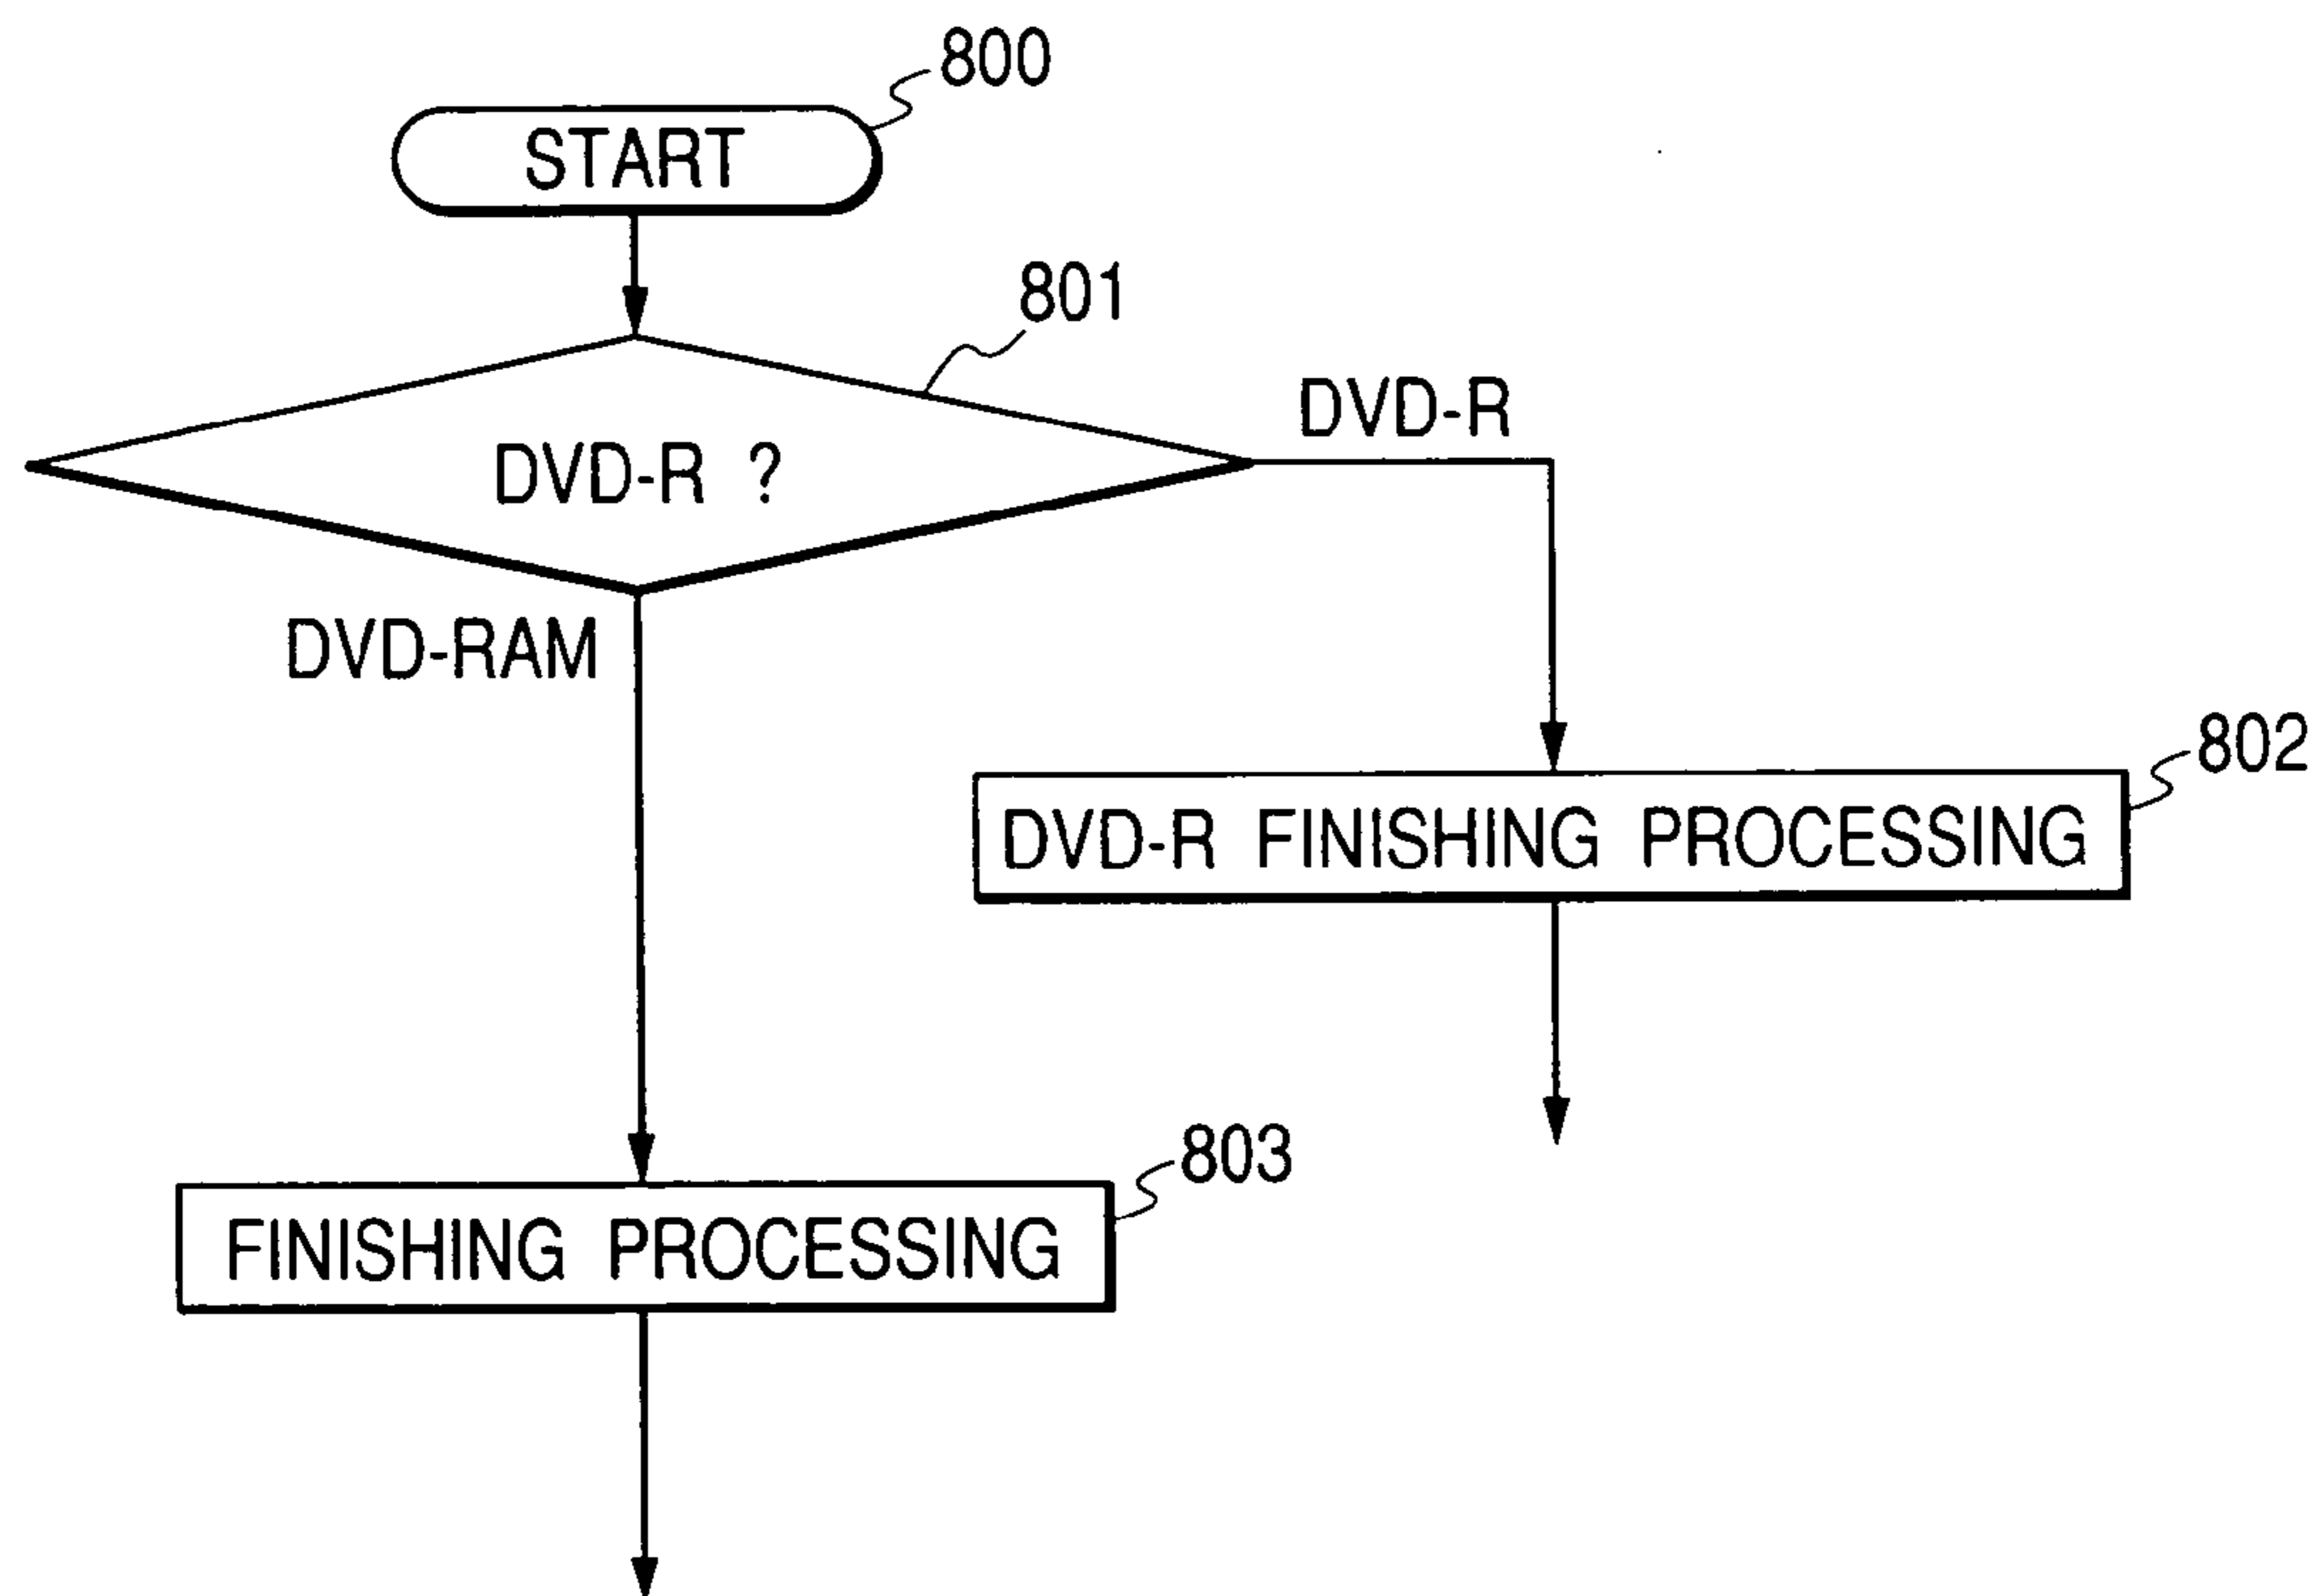 800
START
801
DVD-R
DVD-R ?
DVD-RAM
802
DVD-R FINISHING PROCESSING
803
FINISHING PROCESSING